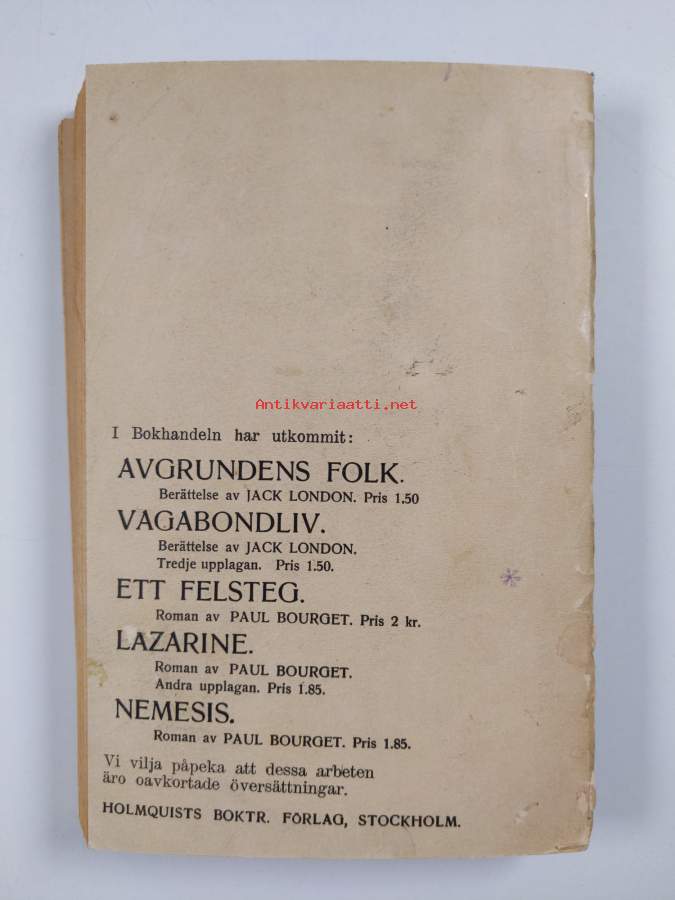 Antikvariaatti.net
I Bokhandeln har utkommit:
AVGRUNDENS FOLK.
Berättelse av JACK LONDON. Pris 1.50
VAGABONDLIV.
Berättelse av JACK LONDON.
Tredje upplagan. Pris 1.50.
ETT FELSTEG.
Roman av PAUL BOURGET. Pris 2 kr.
LAZARINE.
Roman av PAUL BOURGET.
Andra upplagan. Pris 1.85.
NEMESIS.
Roman av PAUL BOURGET. Pris 1.85.
Vi vilja påpeka att dessa arbeten
äro oavkortade översättningar.
HOLMQUISTS BOKTR. FÖRLAG, STOCKHOLM.